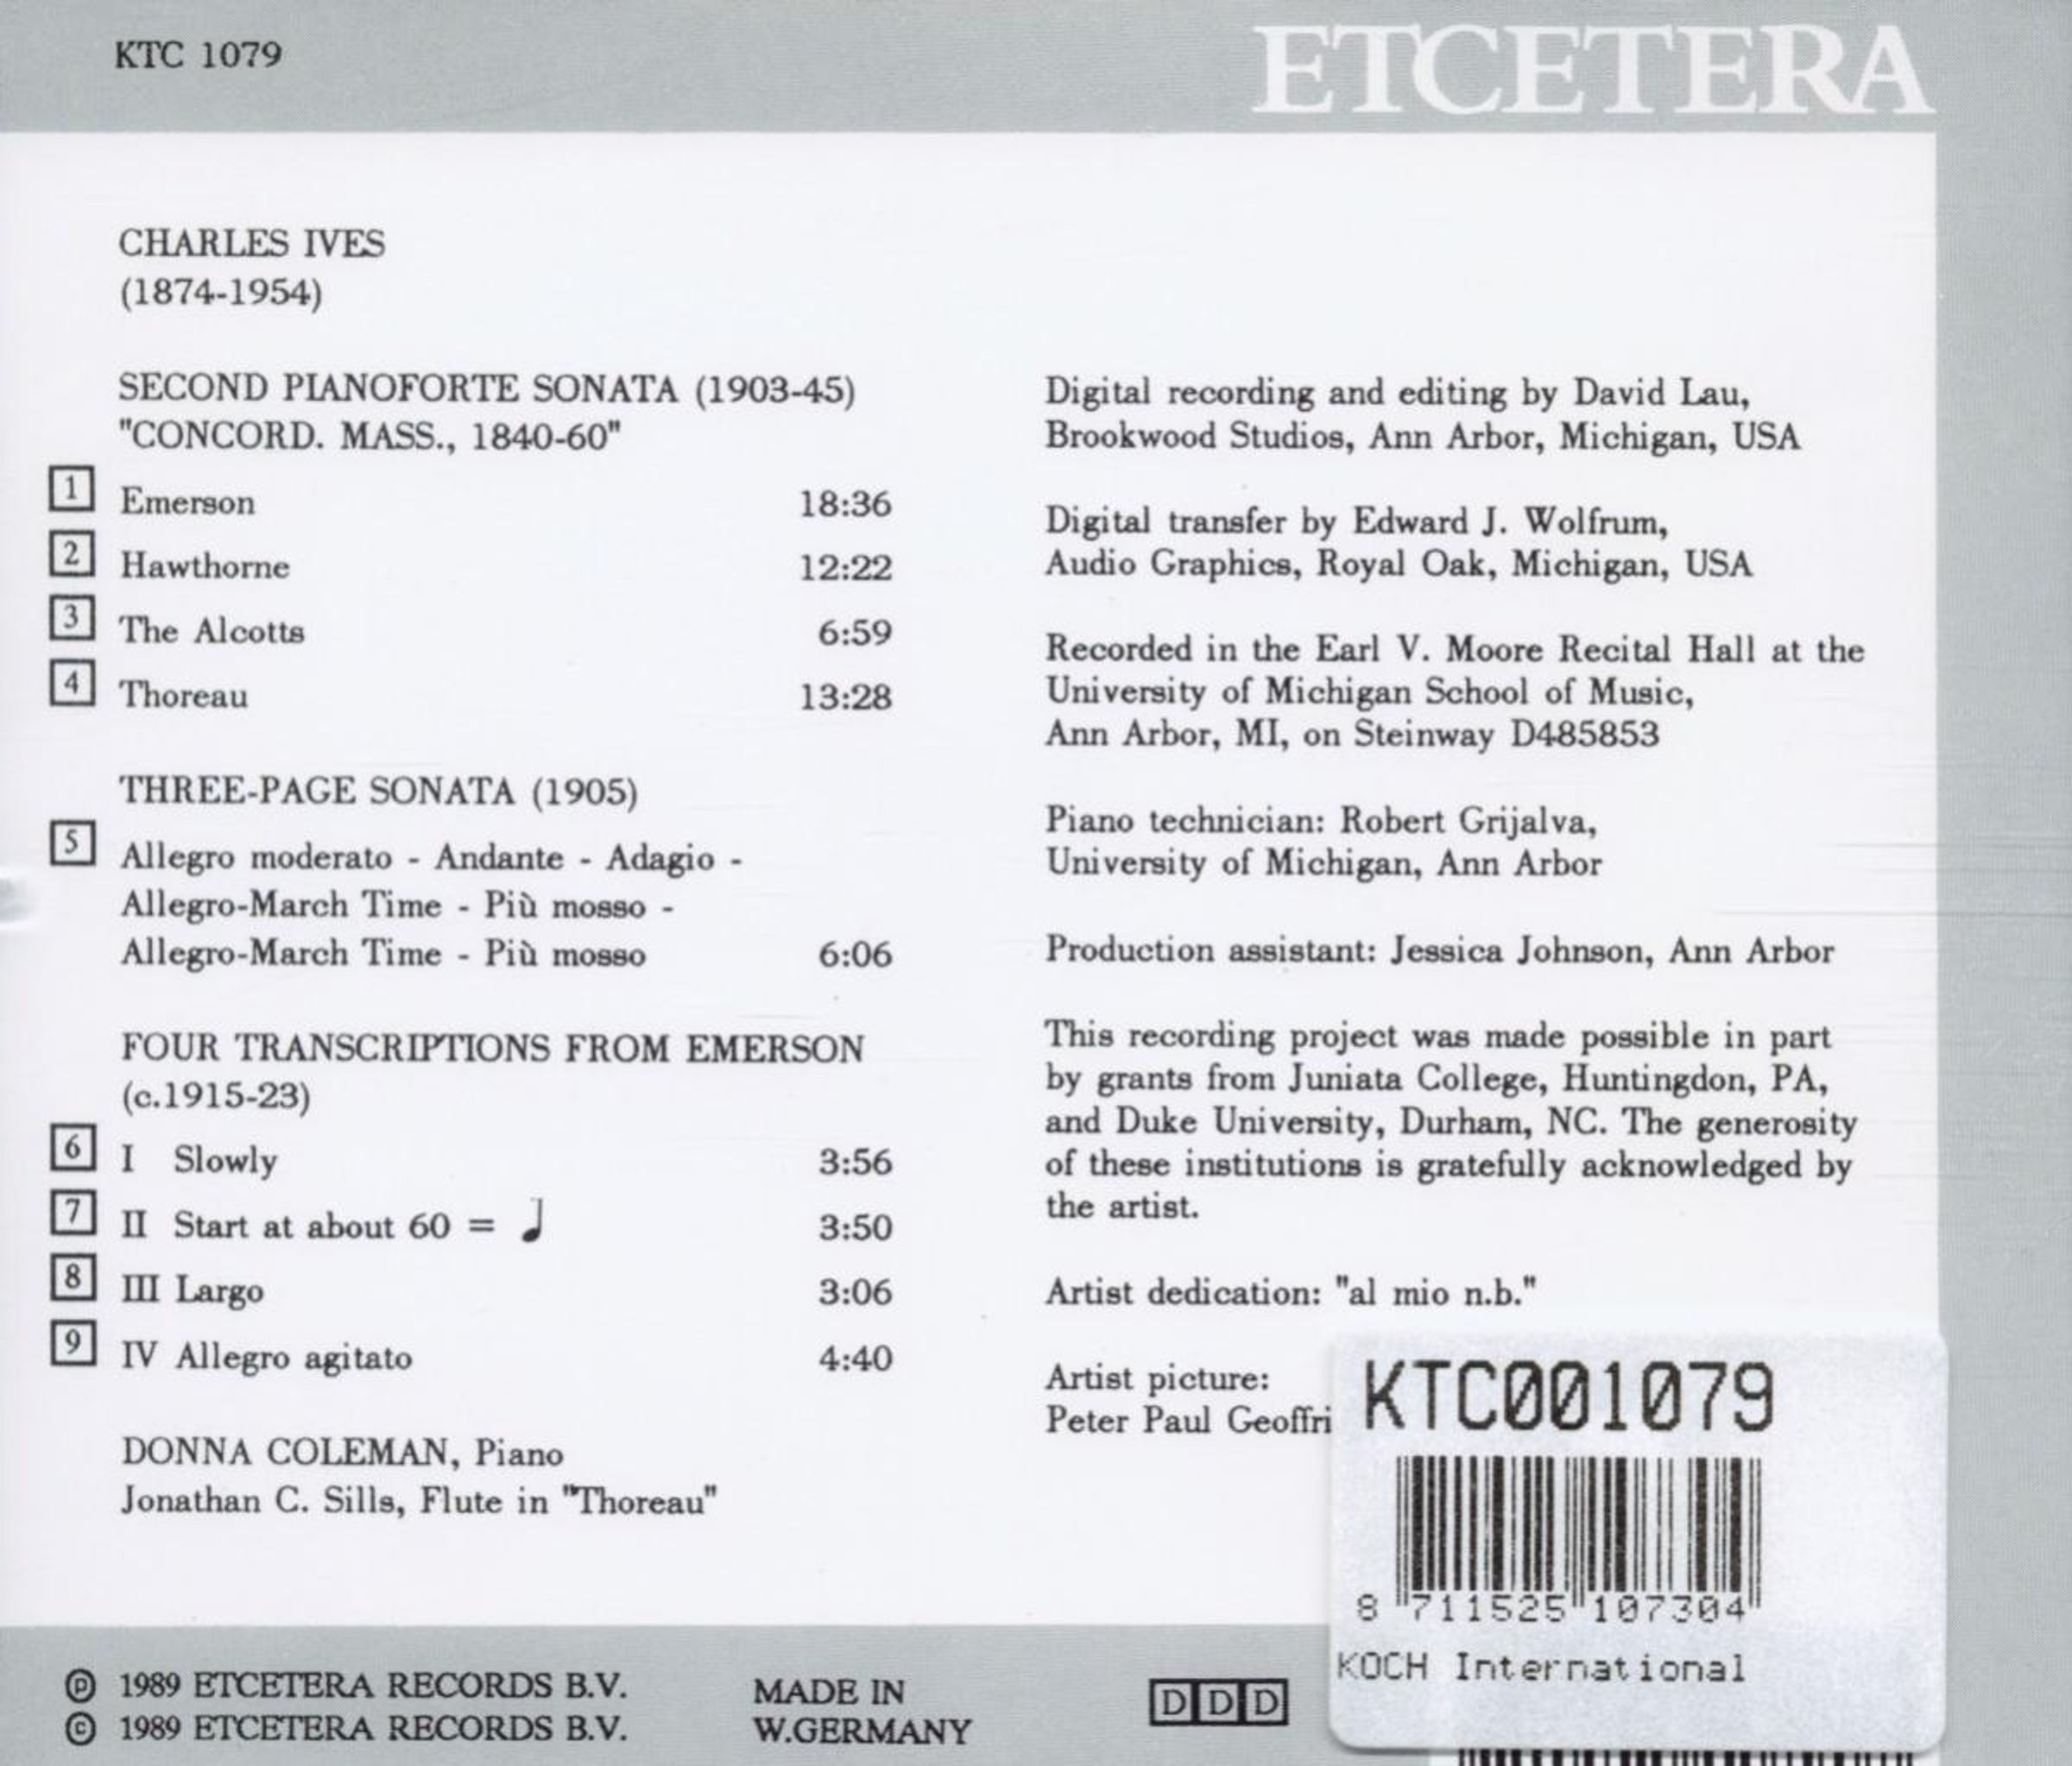 KTC 1079
ETCETERA
CHARLES IVES
(1874-1954)
SECOND PIANOFORTE SONATA (1903-45)
"CONCORD. MASS., 1840-60"
1 Emerson 18:36
2 Hawthorne 12:22
3 The Alcotts 6:59
4 Thoreau 13:28
THREE-PAGE SONATA (1905)
5 Allegro moderato - Andante - Adagio -
Allegro-March Time - Più mosso -
Allegro-March Time - Più mosso 6:06
FOUR TRANSCRIPTIONS FROM EMERSON
(c.1915-23)
6 I Slowly 3:56
7 II Start at about 60 = ♩ 3:50
8 III Largo 3:06
9 IV Allegro agitato 4:40
DONNA COLEMAN, Piano
Jonathan C. Sills, Flute in "Thoreau"
Digital recording and editing by David Lau,
Brookwood Studios, Ann Arbor, Michigan, USA
Digital transfer by Edward J. Wolfrum,
Audio Graphics, Royal Oak, Michigan, USA
Recorded in the Earl V. Moore Recital Hall at the
University of Michigan School of Music,
Ann Arbor, MI, on Steinway D485853
Piano technician: Robert Grijalva,
University of Michigan, Ann Arbor
Production assistant: Jessica Johnson, Ann Arbor
This recording project was made possible in part
by grants from Juniata College, Huntingdon, PA,
and Duke University, Durham, NC. The generosity
of these institutions is gratefully acknowledged by
the artist.
Artist dedication: "al mio n.b."
Artist picture:
Peter Paul Geoffri
KTC001079
8 711525 107304
KOCH International
℗ 1989 ETCETERA RECORDS B.V.
© 1989 ETCETERA RECORDS B.V.
MADE IN
W.GERMANY
DDD